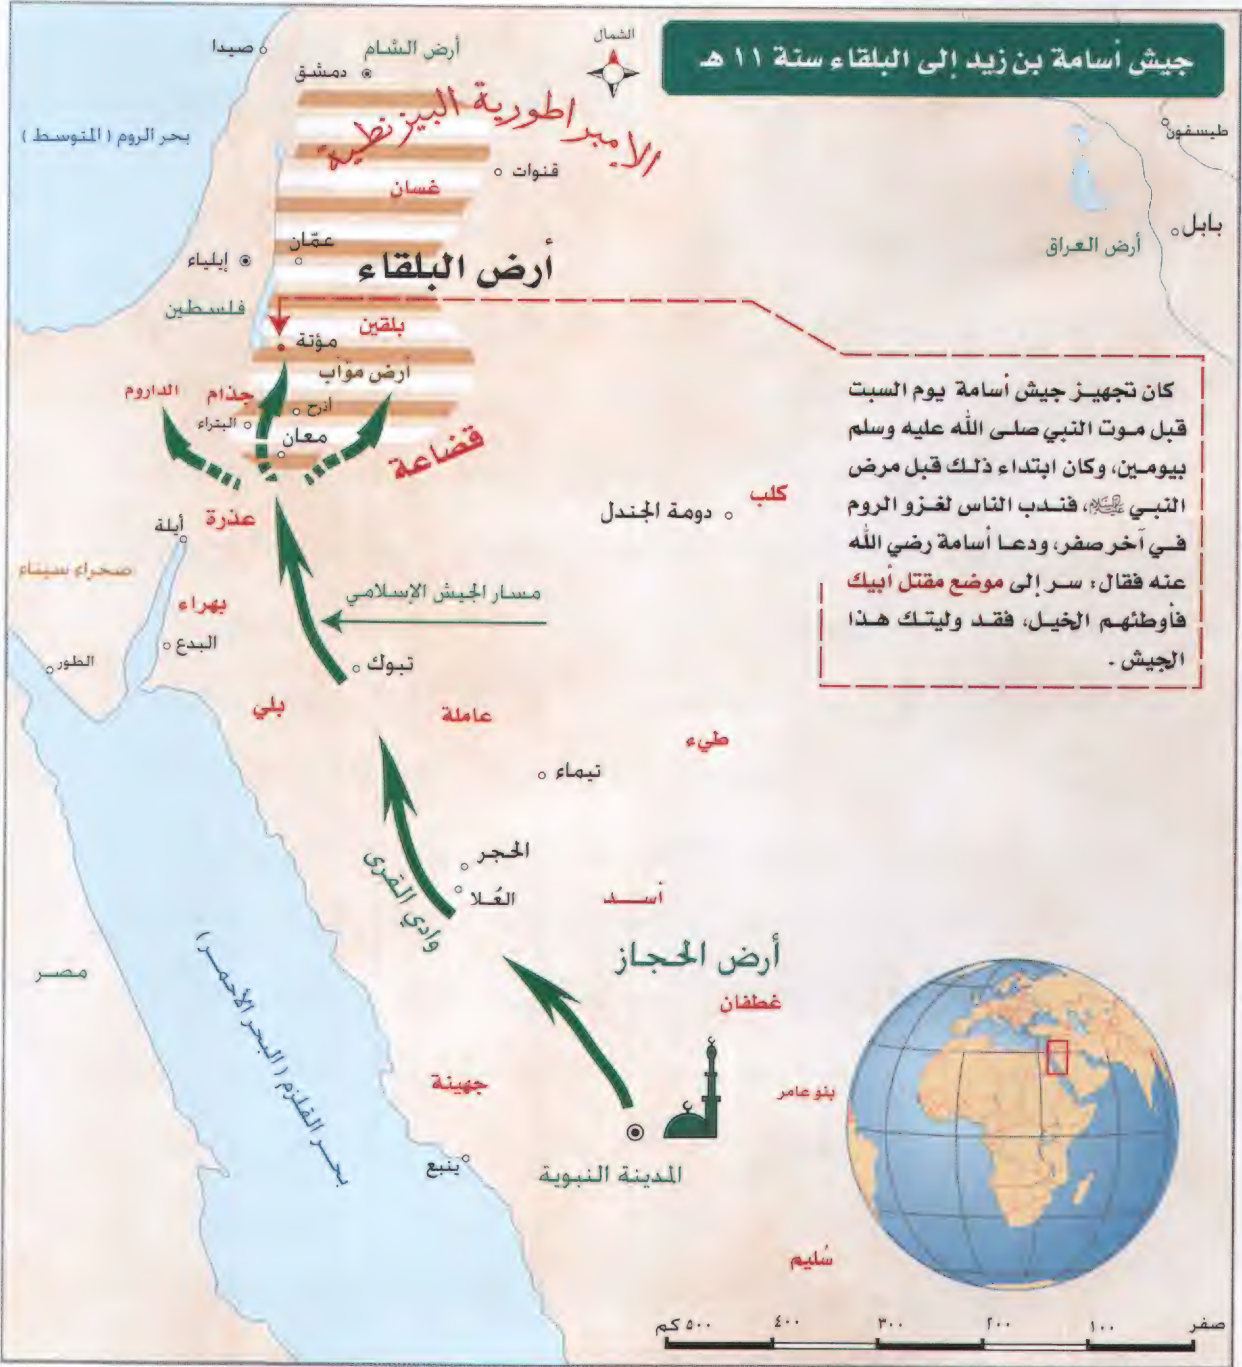 جيش أسامة بن زيد إلى البلقاء سنة ١١ هـ
الشمال
أرض الشام
صيدا
دمشق
الامبراطورية البيزنطية
بحر الروم ( المتوسط )
طيسفون
قنوات
غسان
بابل
أرض العراق
عمّان
إيلياء
أرض البلقاء
فلسطين
بلقين
مؤتة
أرض مؤاب
الداروم
جذام
أذرح
البتراء
معان
قضاعة
كان تجهيز جيش أسامة يوم السبت
قبل موت النبي صلى الله عليه وسلم
بيومين، وكان ابتداء ذلك قبل مرض
النبي ﷺ، فندب الناس لغزو الروم
في آخر صفر، ودعا أسامة رضي الله
عنه فقال: سر إلى موضع مقتل أبيك
فأوطئهم الخيل، فقد وليتك هذا
الجيش .
كلب
دومة الجندل
عذرة
أيلة
صحراء سيناء
مسار الجيش الإسلامي
بهراء
البدع
الطور
تبوك
بلي
عاملة
طيء
تيماء
الحجر
العُلا
وادي القرى
أسد
أرض الحجاز
غطفان
مصر
بحر القلزم ( البحر الأحمر )
جهينة
بنو عامر
ينبع
المدينة النبوية
سُليم
صفر ١٠٠ ٢٠٠ ٣٠٠ ٤٠٠ ٥٠٠ كم